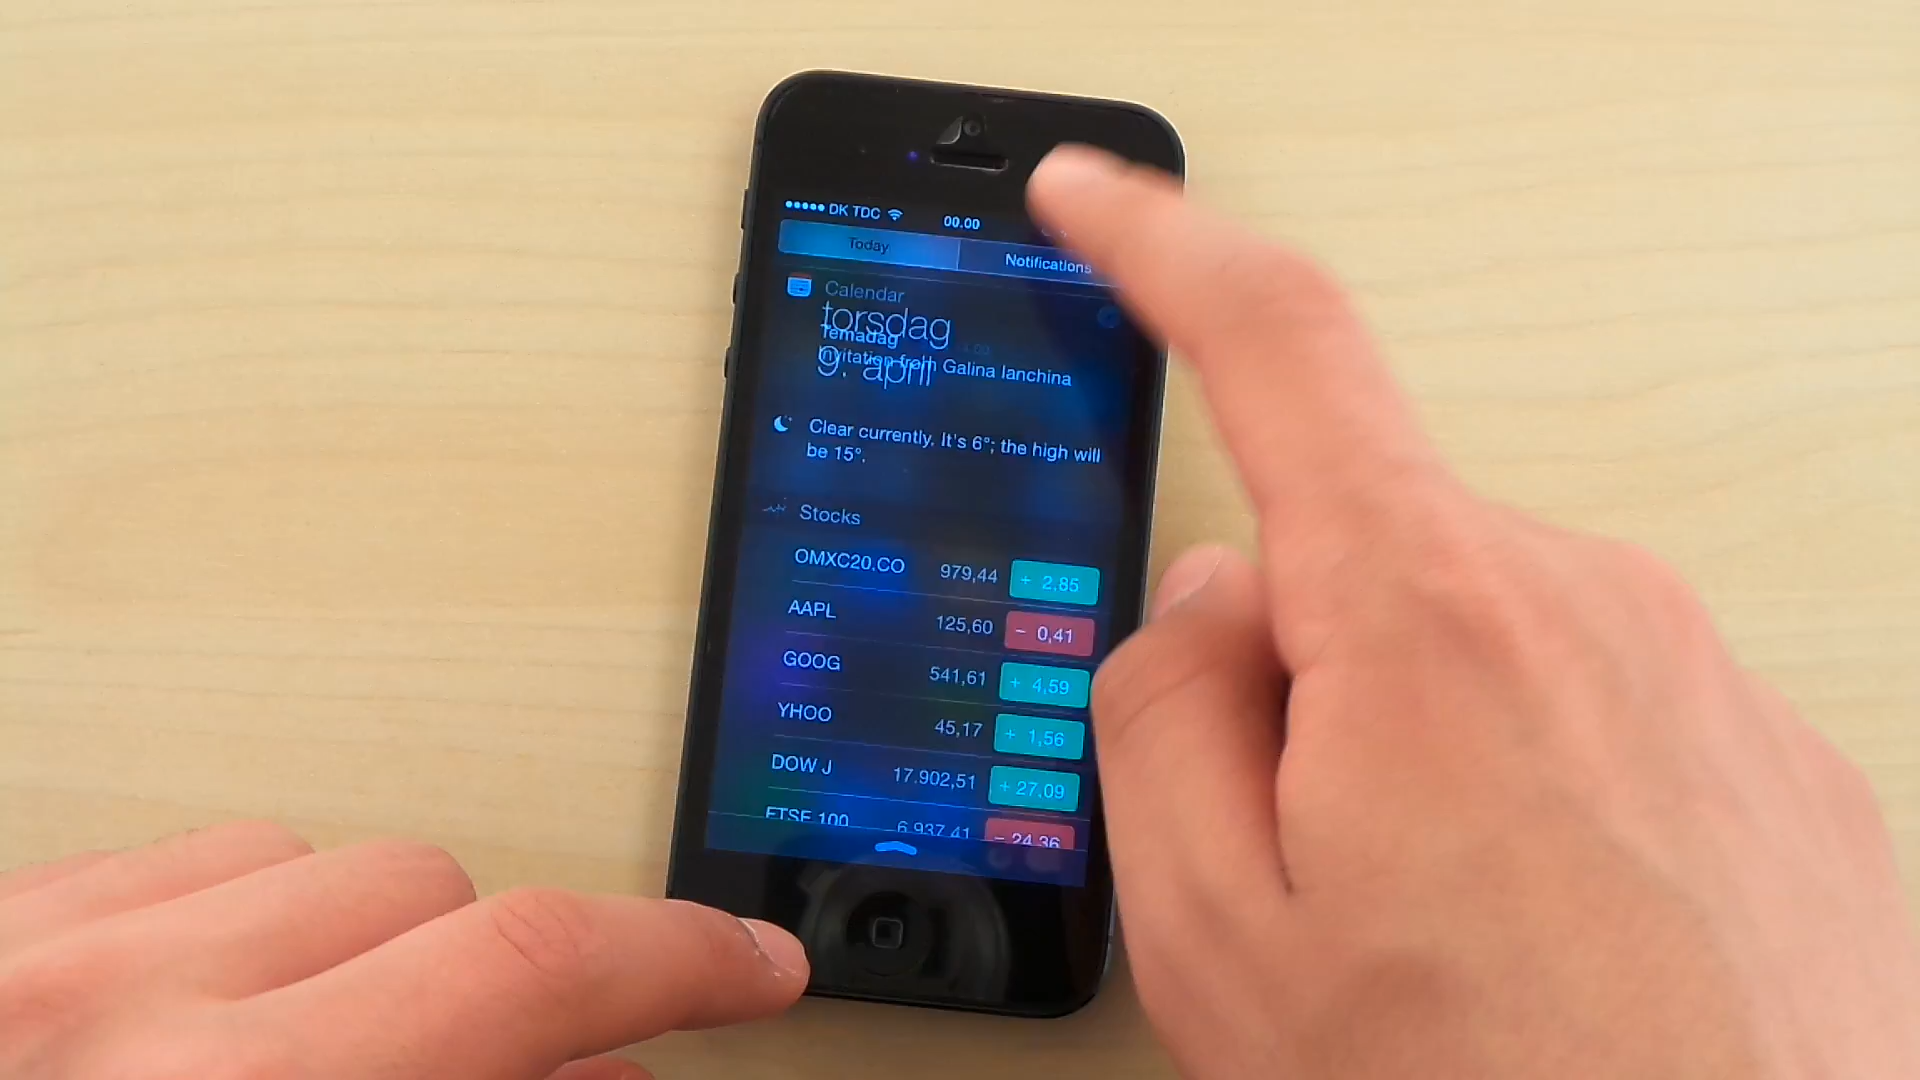 DK TDC 00.00
Today Notifications
Calendar
torsdag
Temadag
Invitation from Galina Ianchina
9. april
Clear currently. It's 6°; the high will
be 15°.
Stocks
OMXC20.CO 979,44 + 2,85
AAPL 125,60 - 0,41
GOOG 541,61 + 4,59
YHOO 45,17 + 1,56
DOW J 17.902,51 + 27,09
FTSE 100 6.937,41 - 24,36